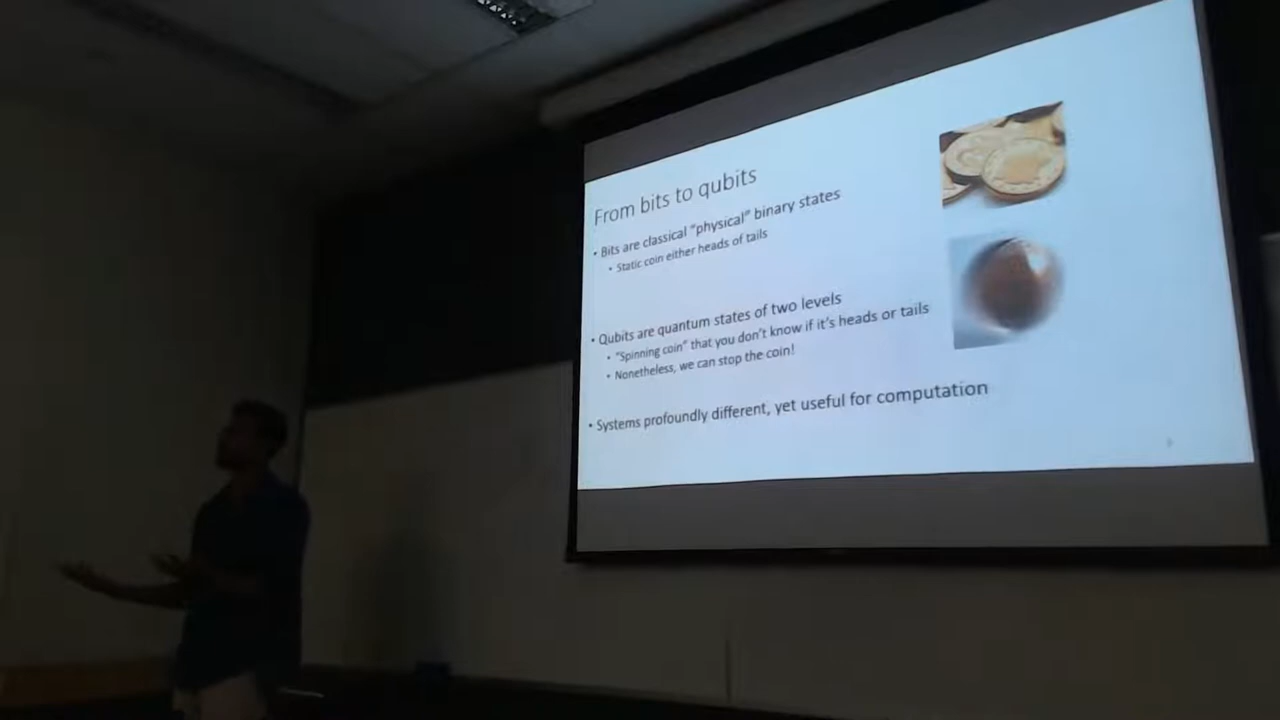 From bits to qubits
• Bits are classical "physical" binary states
• Static coin either heads of tails
• Qubits are quantum states of two levels
• "Spinning coin" that you don't know if it's heads or tails
• Nonetheless, we can stop the coin!
• Systems profoundly different, yet useful for computation